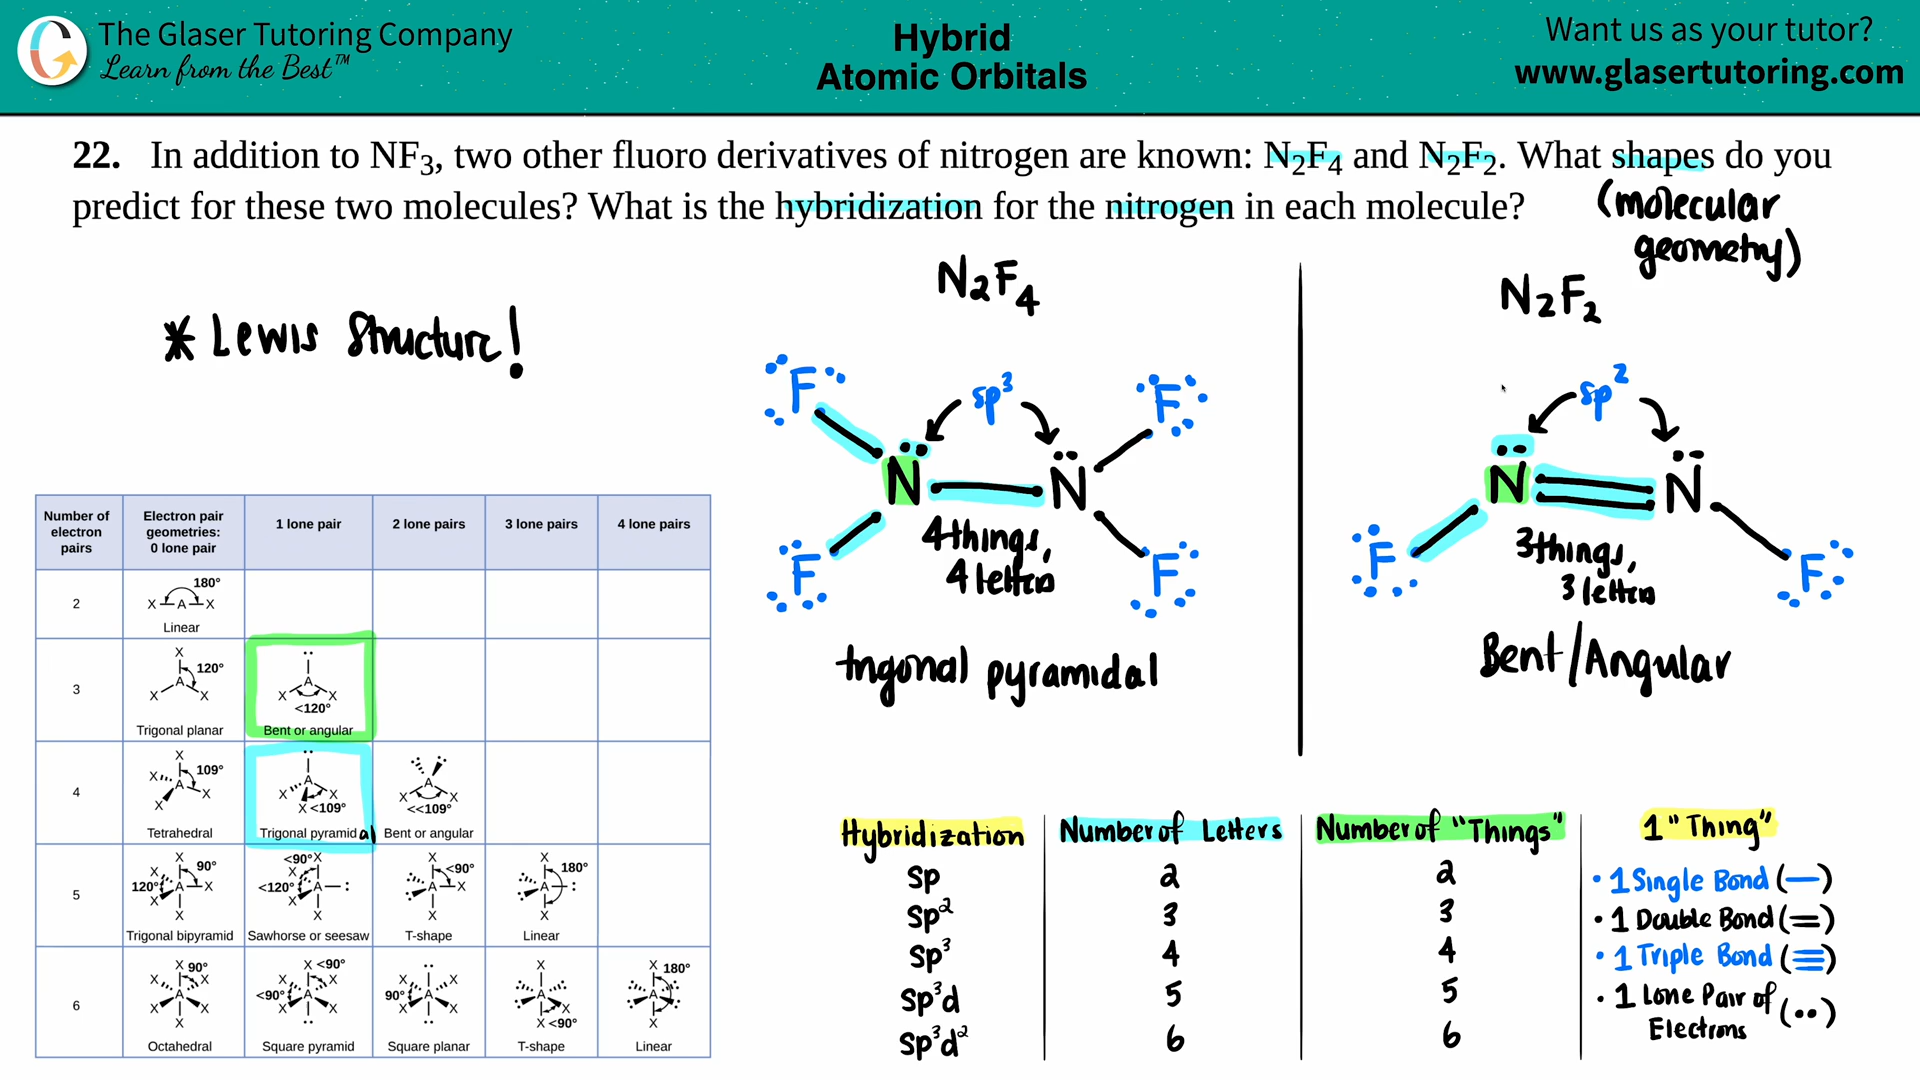 The Glaser Tutoring Company
Learn from the Best™
Hybrid
Atomic Orbitals
Want us as your tutor?
www.glasertutoring.com
22. In addition to NF₃, two other fluoro derivatives of nitrogen are known: N₂F₄ and N₂F₂. What shapes do you
predict for these two molecules? What is the hybridization for the nitrogen in each molecule?
(molecular
geometry)
* Lewis Structure!
N₂F₄
F sp³ F
N N
4 things,
4 letters
F F
trigonal pyramidal
N₂F₂
sp²
N N
3 things,
3 letters
F F
Bent/Angular
Number of electron pairs
Electron pair geometries: 0 lone pair
1 lone pair
2 lone pairs
3 lone pairs
4 lone pairs
2
180°
X A X
Linear
3
X
120°
A
X X
Trigonal planar
A
X X
<120°
Bent or angular
4
X
109°
X A X
X
Tetrahedral
A
X X
X <109°
Trigonal pyramidal
A
X X
<<109°
Bent or angular
5
X 90°
X
120° A X
X
X
Trigonal bipyramid
<90° X
X
<120° A :
X
X
Sawhorse or seesaw
X <90°
A X
X
T-shape
X 180°
A :
X
Linear
6
X 90°
X X
A
X X
X
Octahedral
X <90°
X X
<90° A
X X
Square pyramid
X X
90° A
X X
Square planar
X
A
X
X <90°
T-shape
X 180°
A
X
Linear
Hybridization Number of Letters Number of "Things" 1 "Thing"
sp 2 2 • 1 Single Bond (—)
sp² 3 3 • 1 Double Bond (=)
sp³ 4 4 • 1 Triple Bond (≡)
sp³d 5 5 • 1 Lone Pair of Electrons (••)
sp³d² 6 6